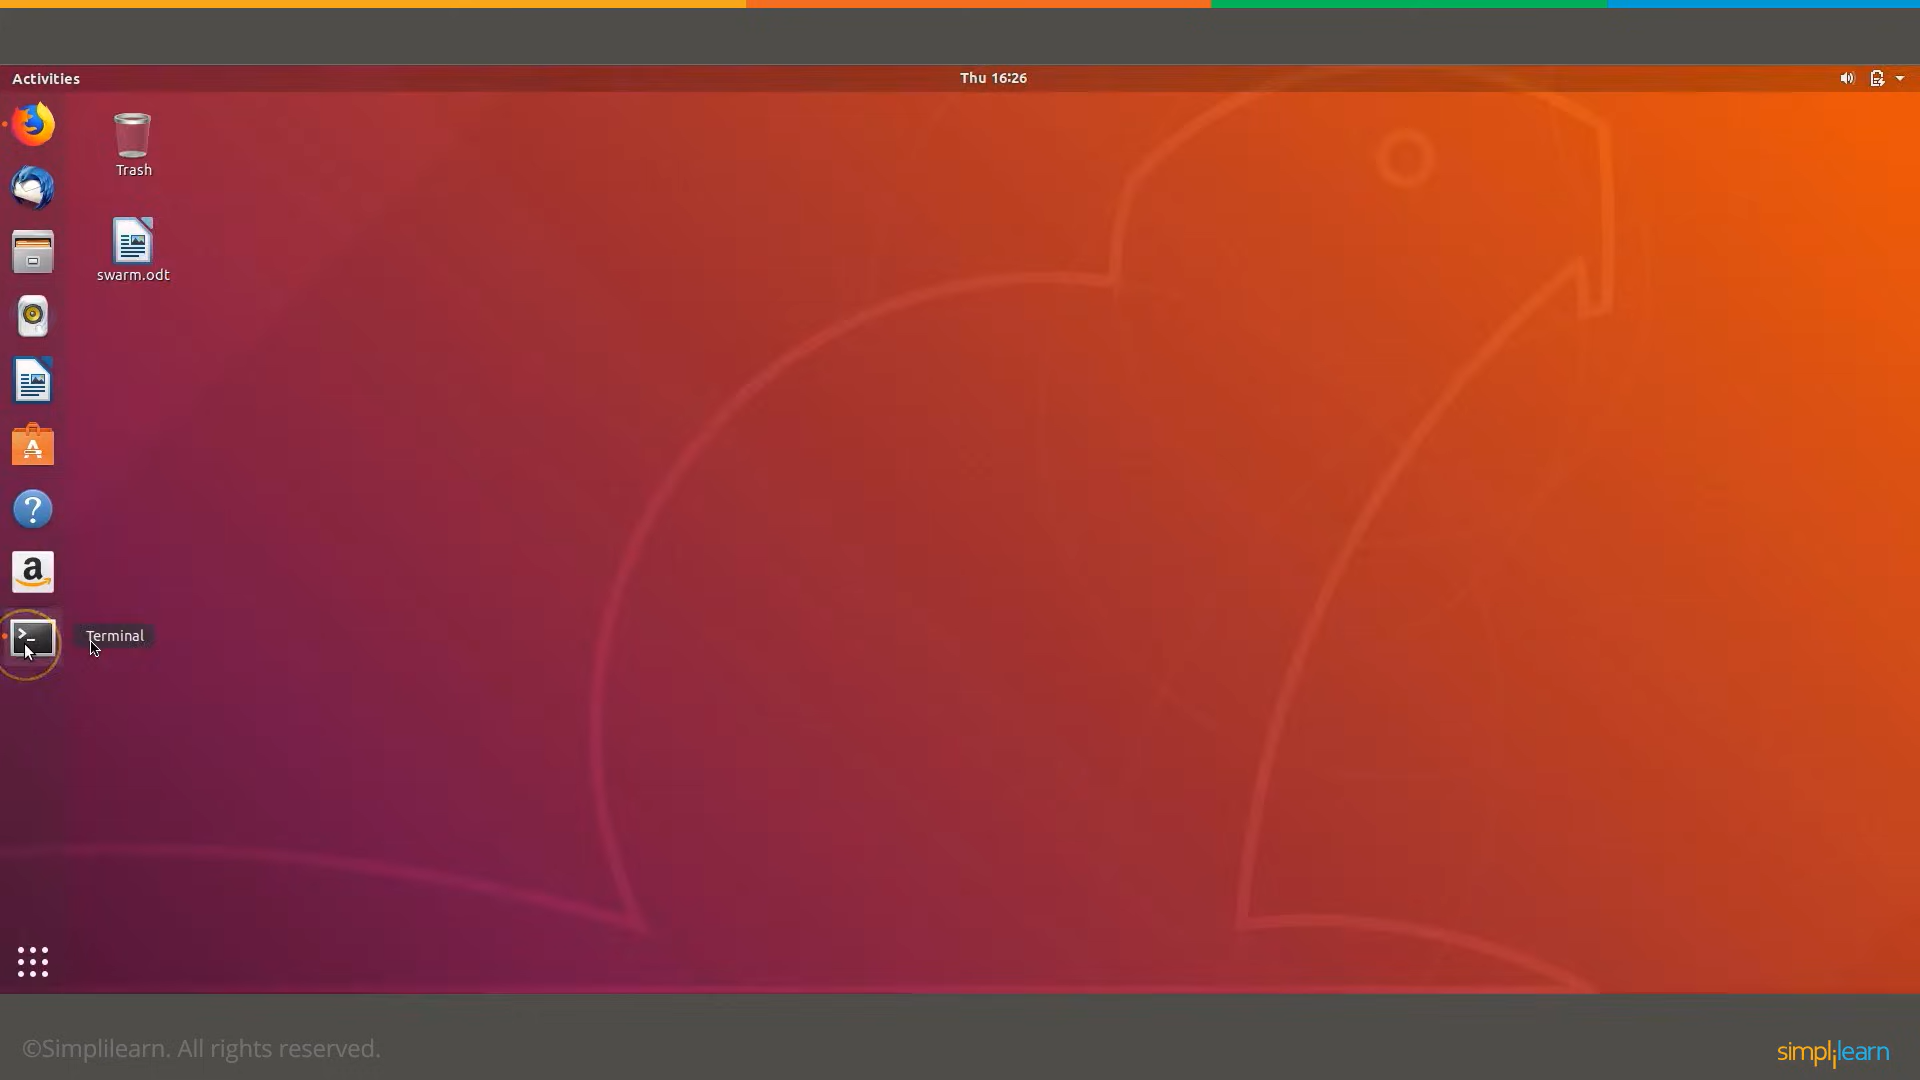 Activities
Thu 16:26
Trash
swarm.odt
Terminal
©Simplilearn. All rights reserved.
simplilearn